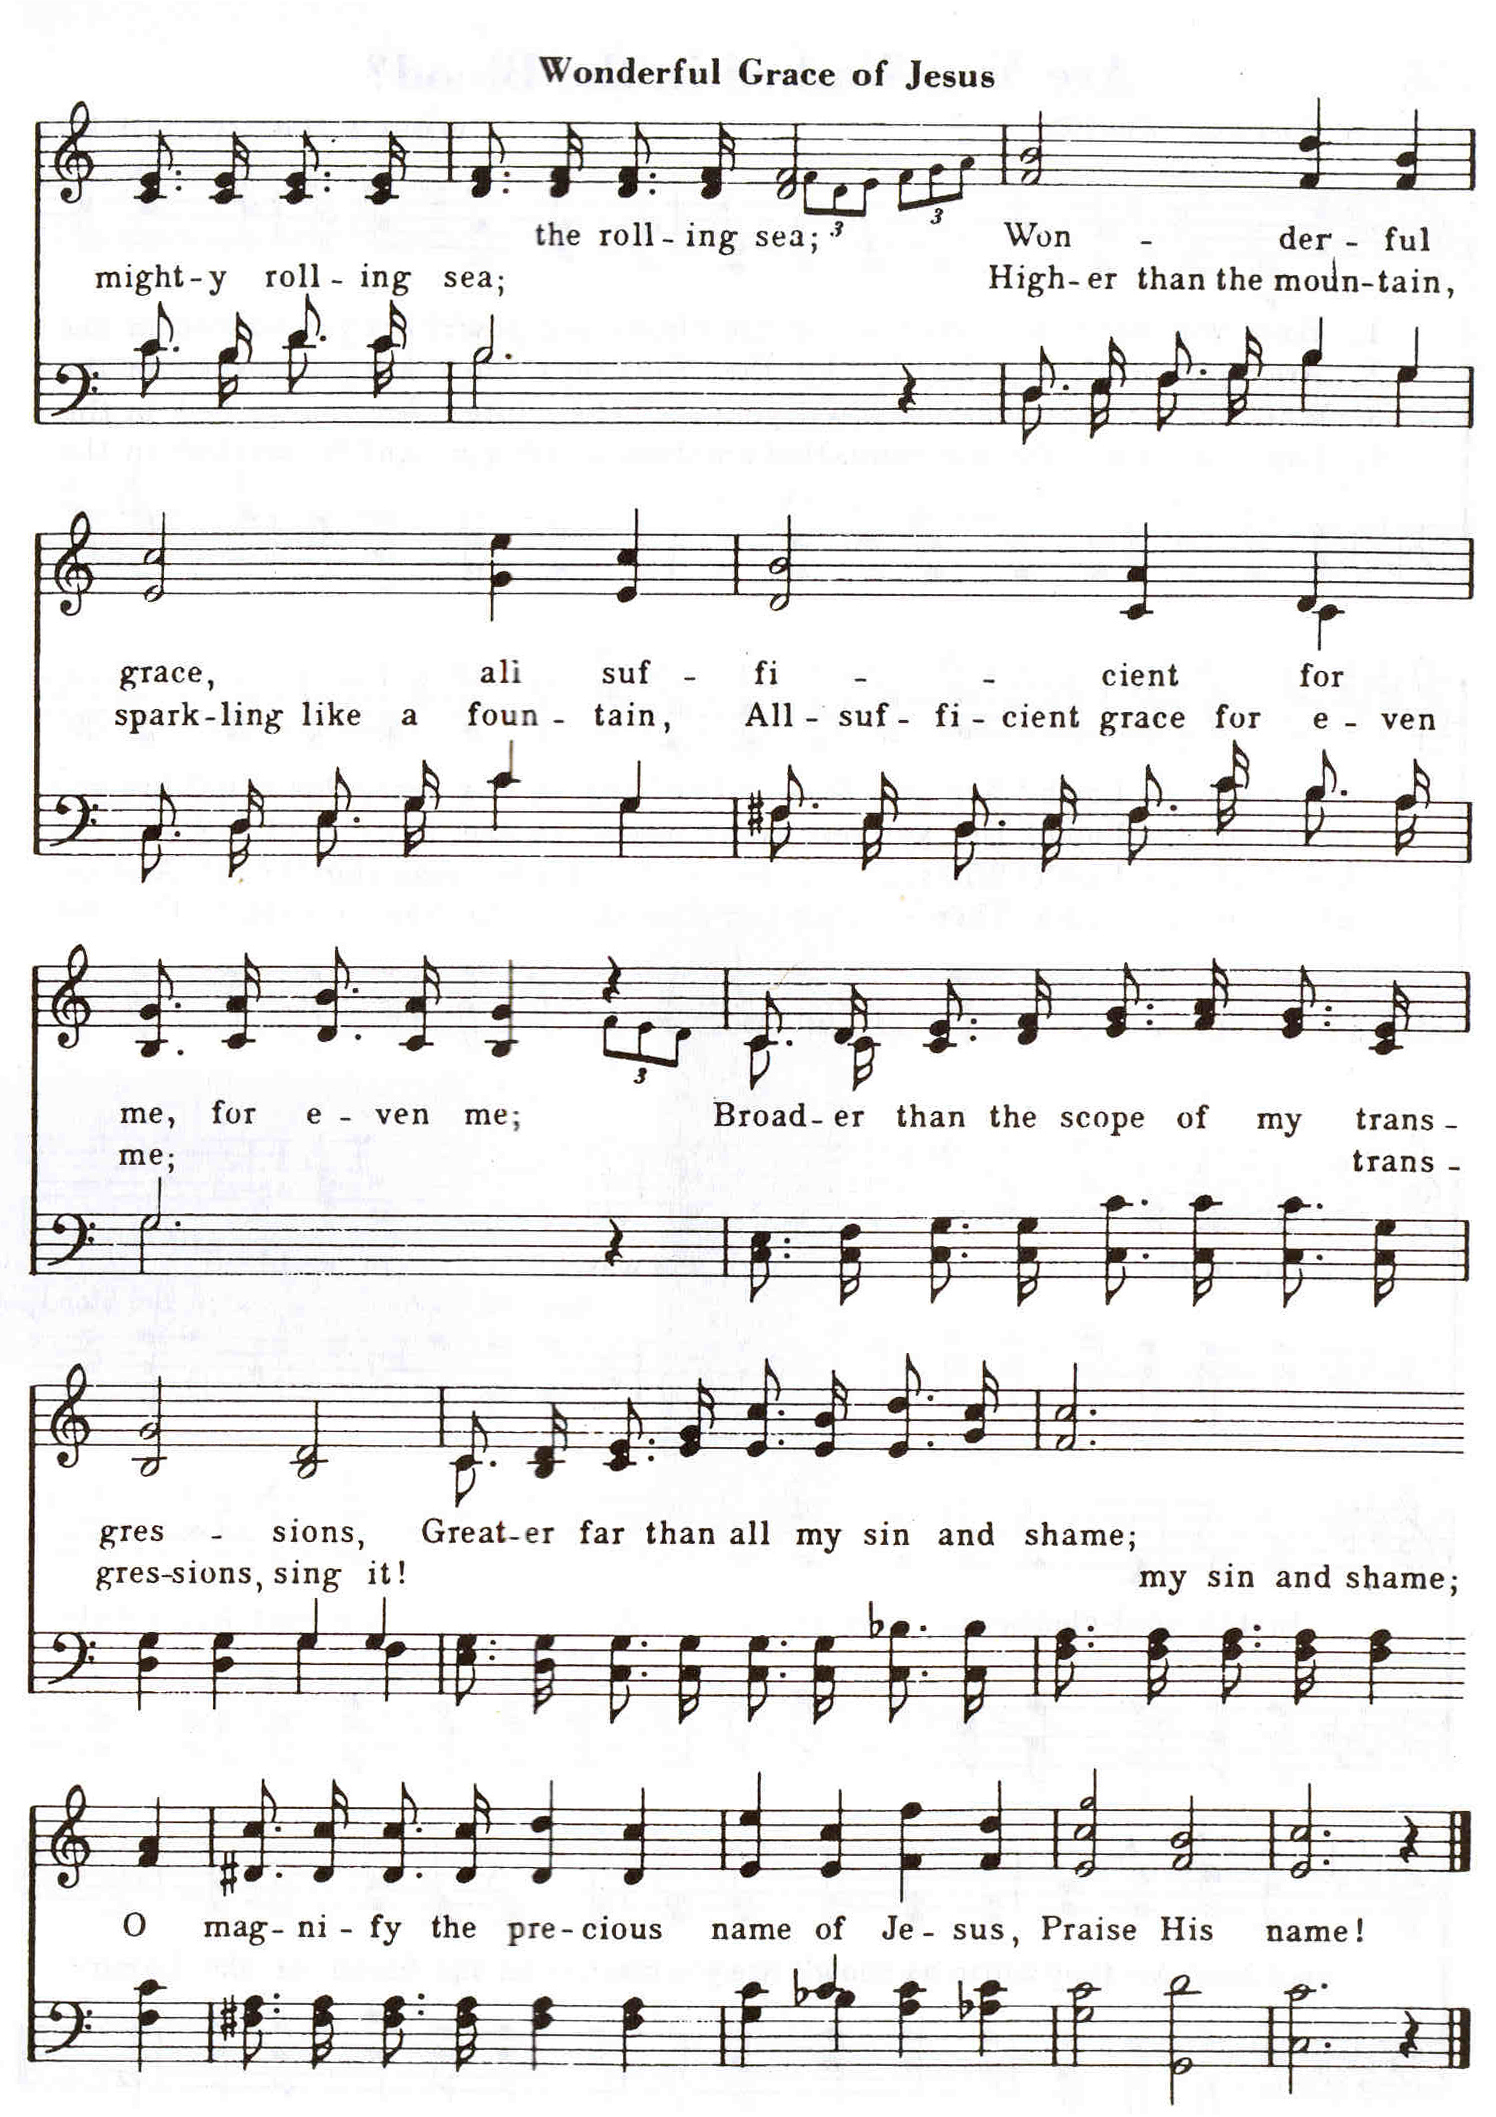 Wonderful Grace of Jesus
3 3
the roll - ing sea; Won - der - ful
might - y roll - ing sea; High - er than the moun - tain,
grace, all suf - fi - - cient for
spark - ling like a foun - tain, All - suf - fi - cient grace for e - ven
3
me, for e - ven me; Broad - er than the scope of my trans -
me; trans -
gres - sions, Great - er far than all my sin and shame;
gres - sions, sing it! my sin and shame;
O mag - ni - fy the pre - cious name of Je - sus, Praise His name!